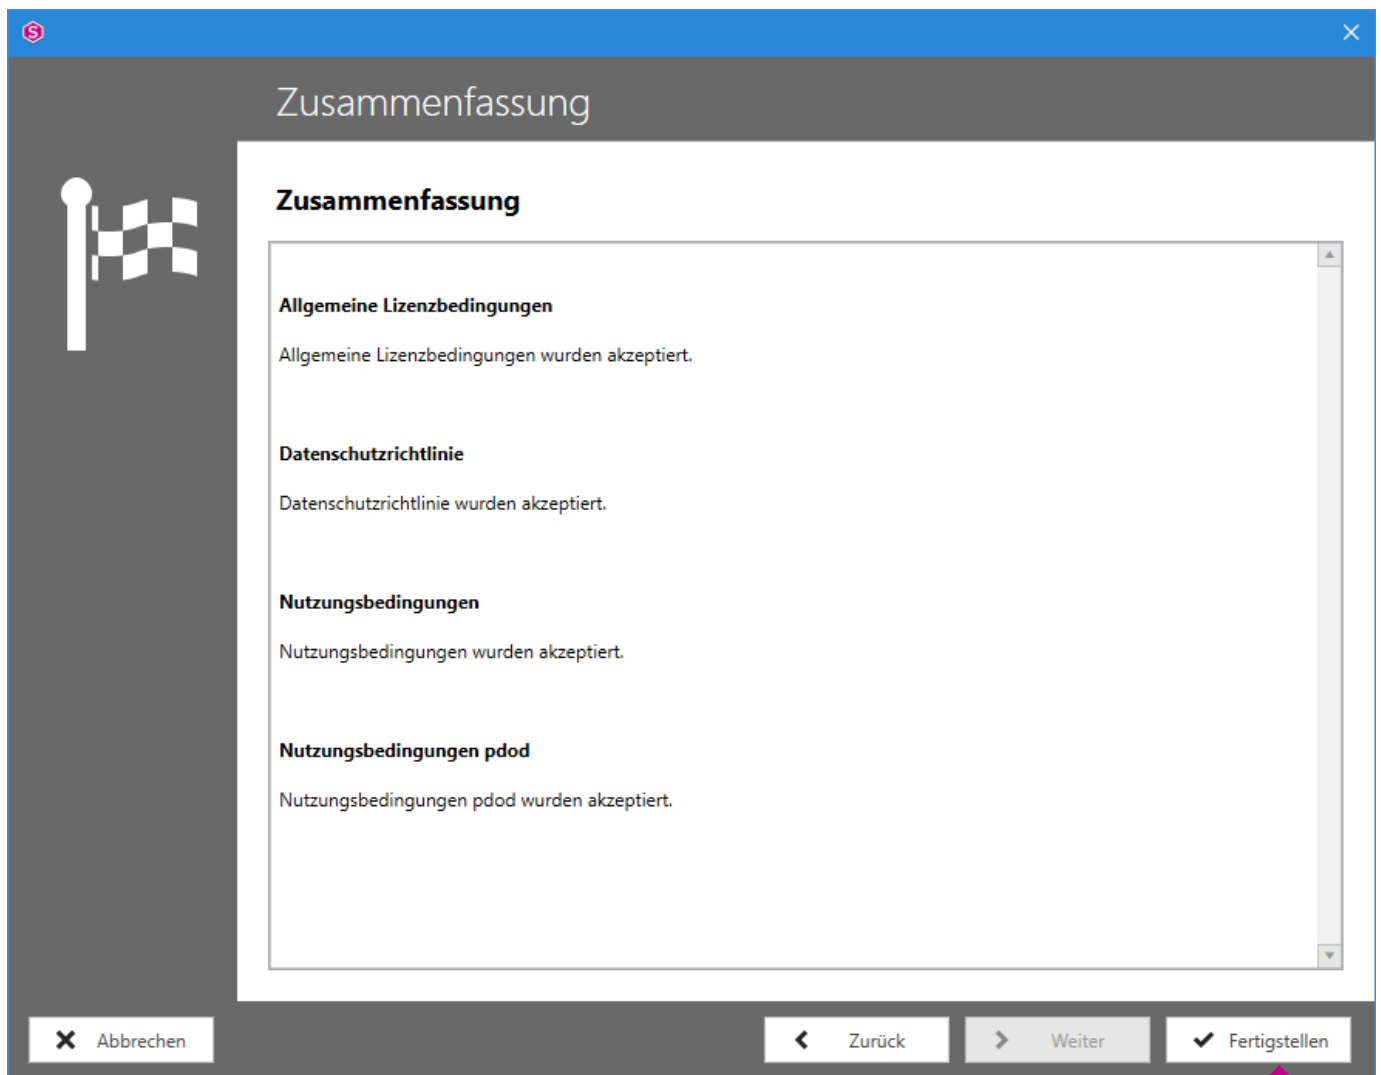 S
Zusammenfassung
Zusammenfassung
Allgemeine Lizenzbedingungen
Allgemeine Lizenzbedingungen wurden akzeptiert.
Datenschutzrichtlinie
Datenschutzrichtlinie wurden akzeptiert.
Nutzungsbedingungen
Nutzungsbedingungen wurden akzeptiert.
Nutzungsbedingungen pdod
Nutzungsbedingungen pdod wurden akzeptiert.
Abbrechen
Zurück
Weiter
Fertigstellen